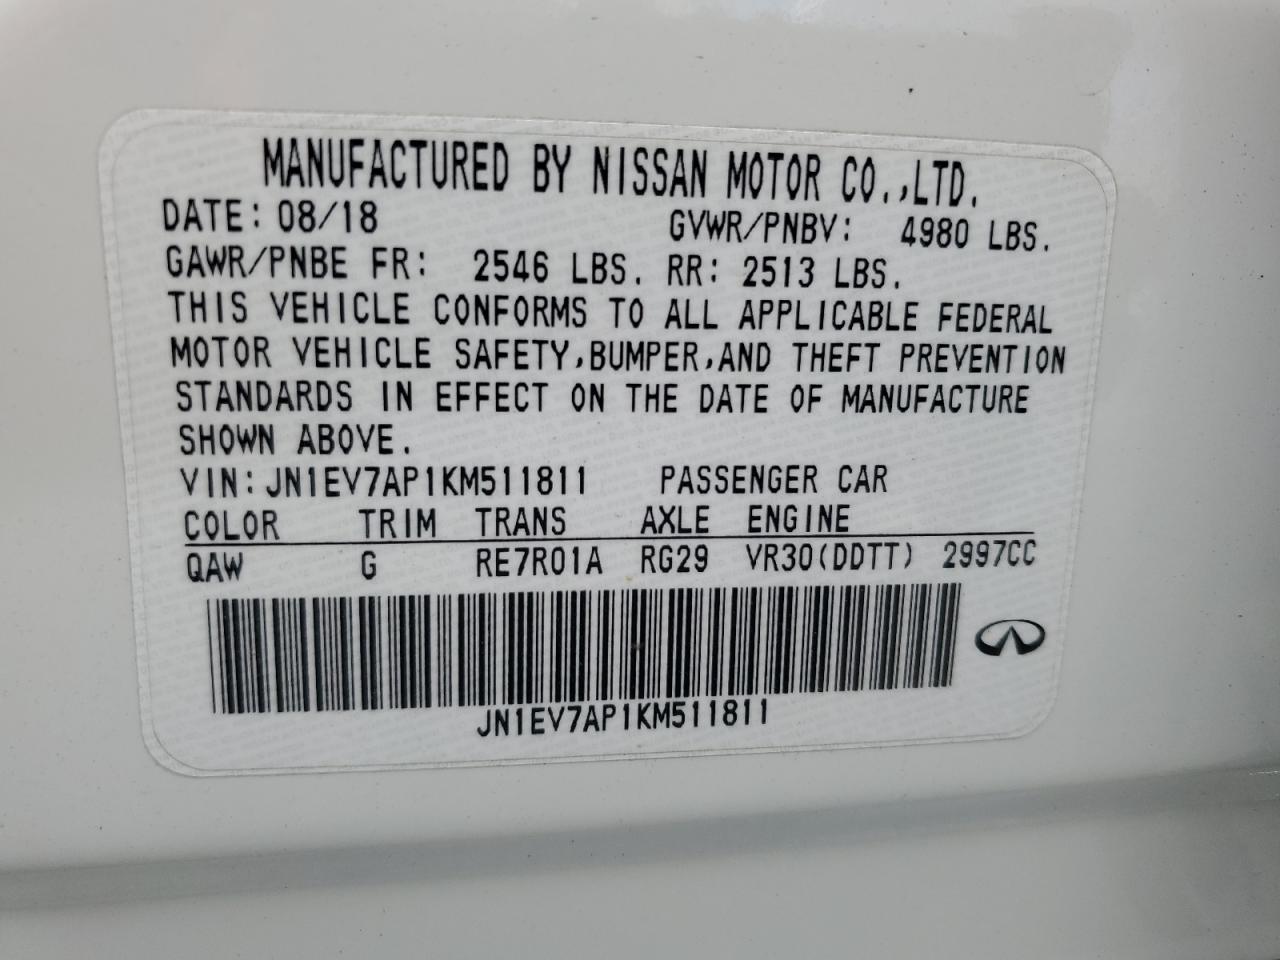 MANUFACTURED BY NISSAN MOTOR CO.,LTD.
DATE: 08/18 GVWR/PNBV: 4980 LBS.
GAWR/PNBE FR: 2546 LBS. RR: 2513 LBS.
THIS VEHICLE CONFORMS TO ALL APPLICABLE FEDERAL
MOTOR VEHICLE SAFETY,BUMPER,AND THEFT PREVENTION
STANDARDS IN EFFECT ON THE DATE OF MANUFACTURE
SHOWN ABOVE.
VIN:JN1EV7AP1KM511811 PASSENGER CAR
COLOR TRIM TRANS AXLE ENGINE
QAW G RE7R01A RG29 VR30(DDTT) 2997CC
JN1EV7AP1KM511811